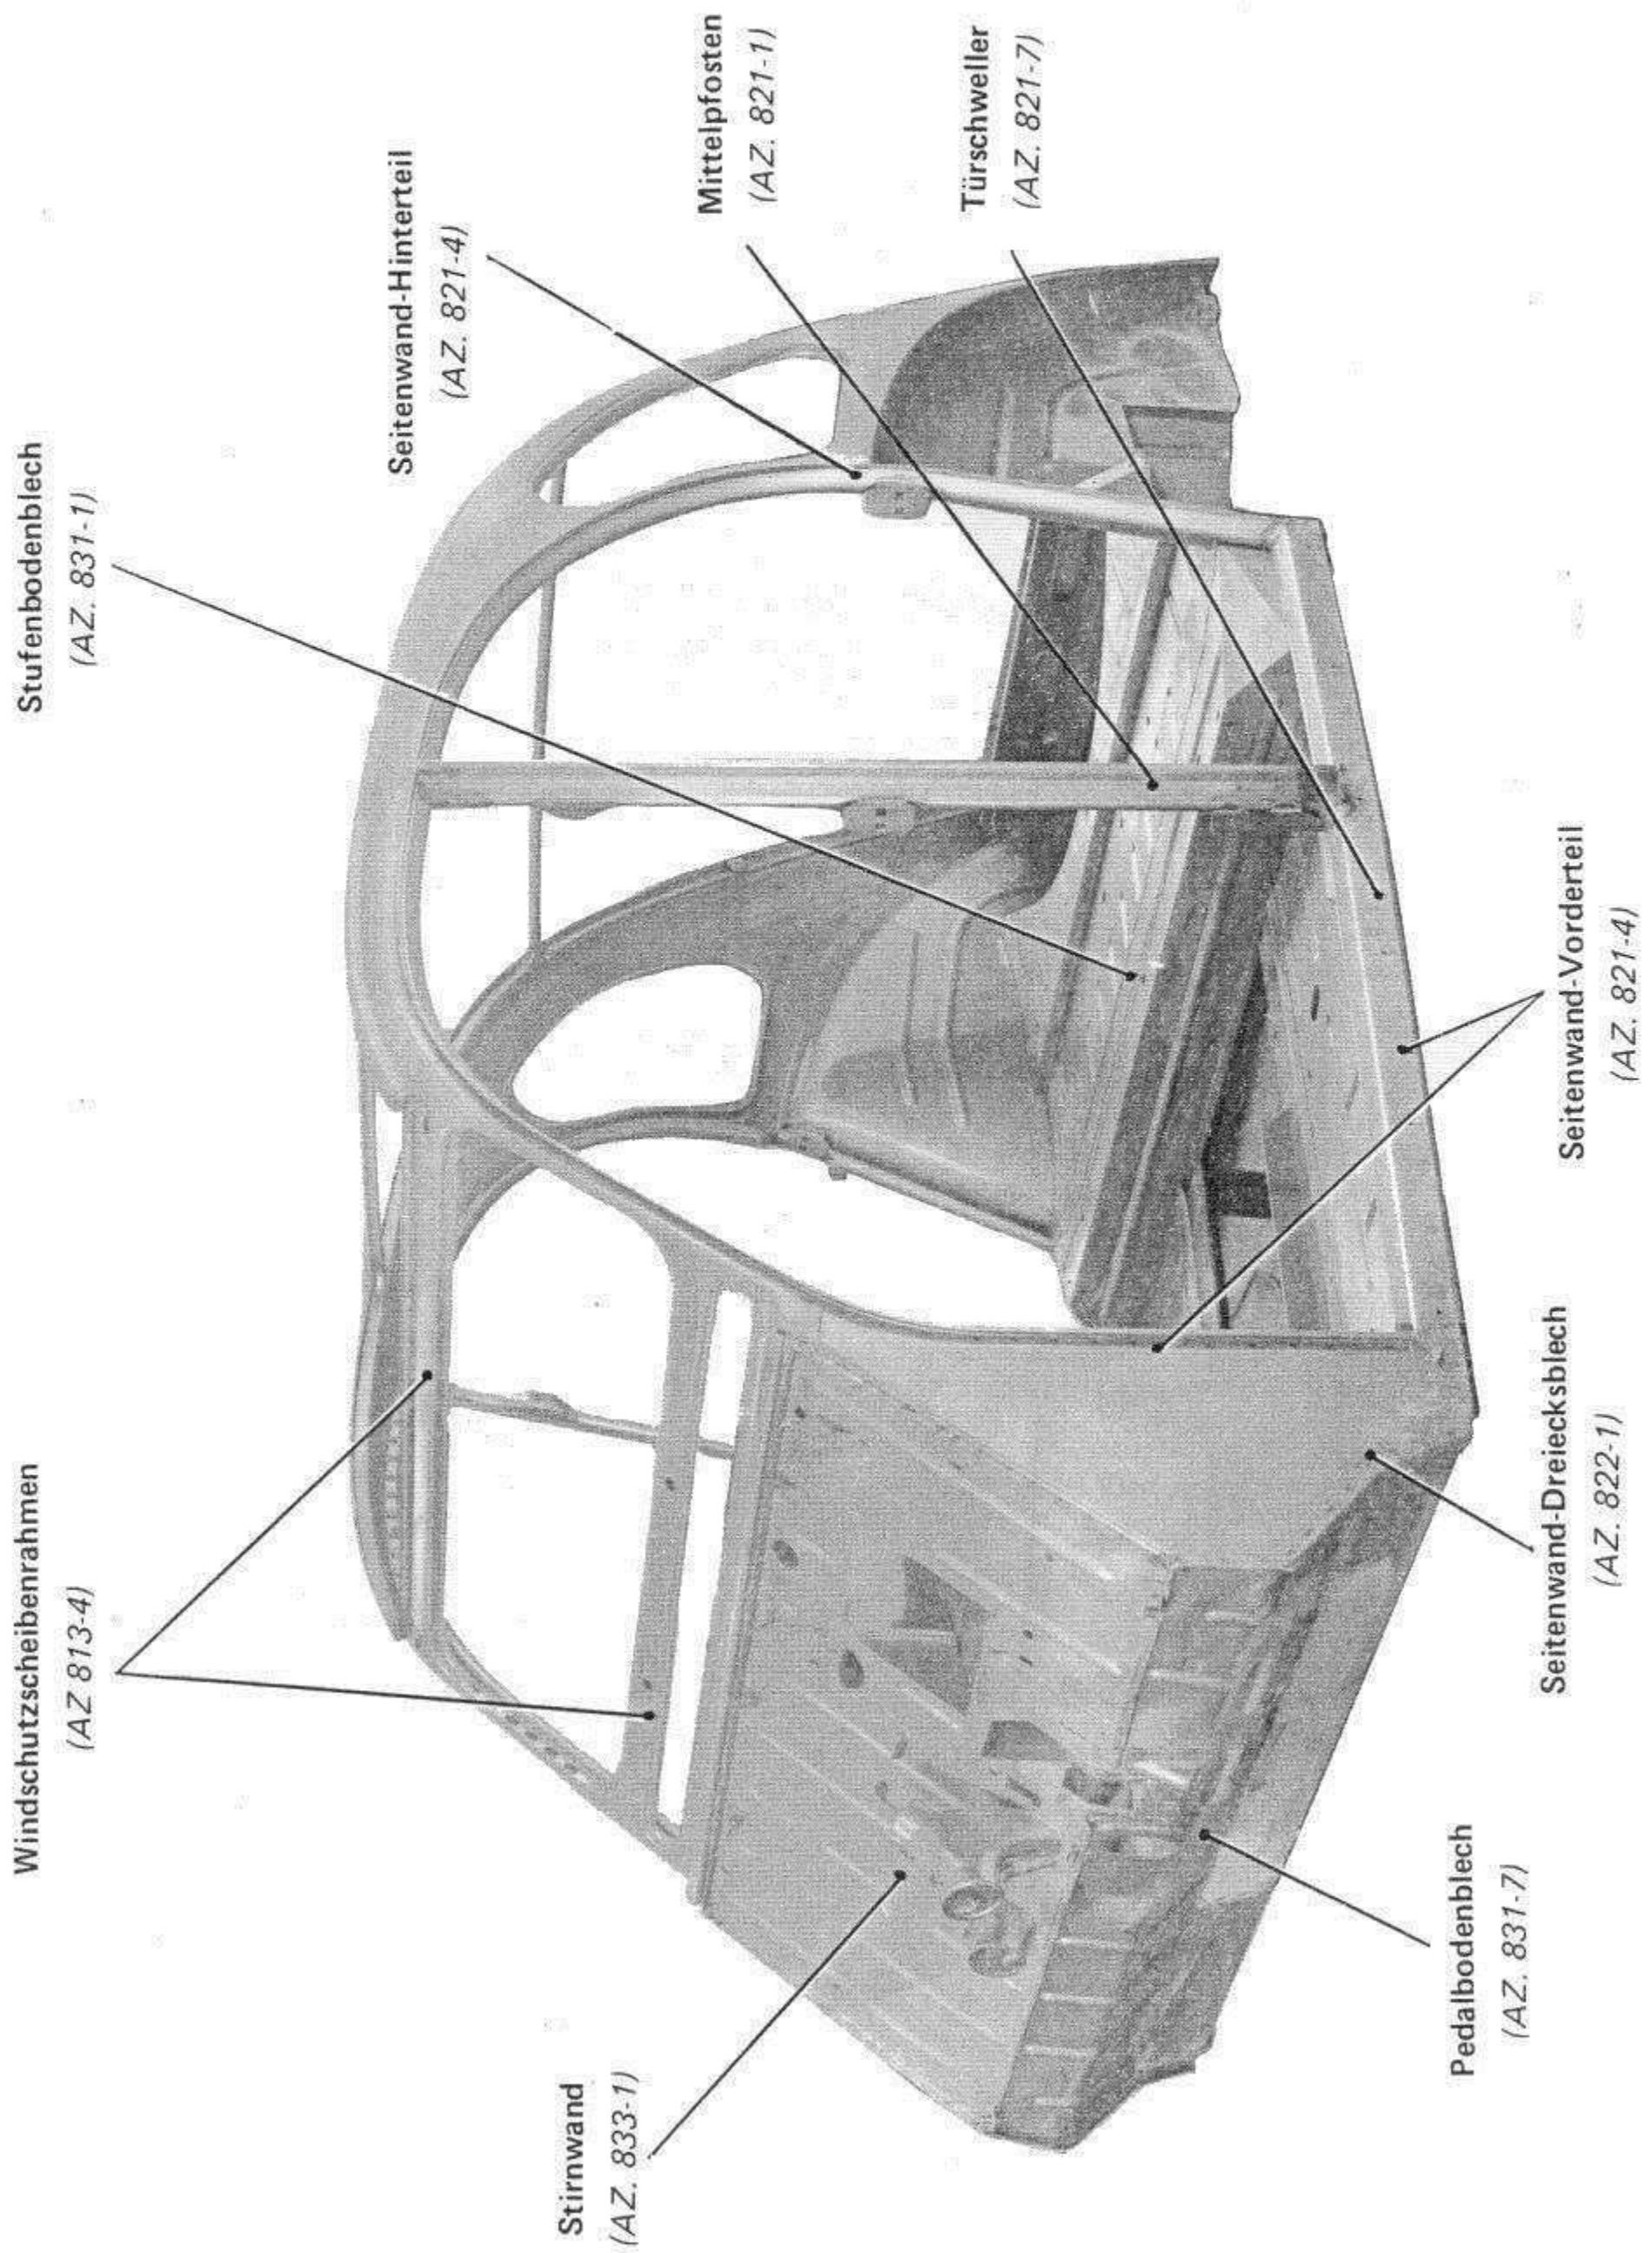 Windschutzscheibenrahmen
(AZ 813-4)
Stufenbodenblech
(AZ. 831-1)
Seitenwand-Hinterteil
(AZ. 821-4)
Mittelpfosten
(AZ. 821-1)
Türschweller
(AZ. 821-7)
Stirnwand
(AZ. 833-1)
Pedalbodenblech
(AZ. 831-7)
Seitenwand-Dreiecksblech
(AZ. 822-1)
Seitenwand-Vorderteil
(AZ. 821-4)